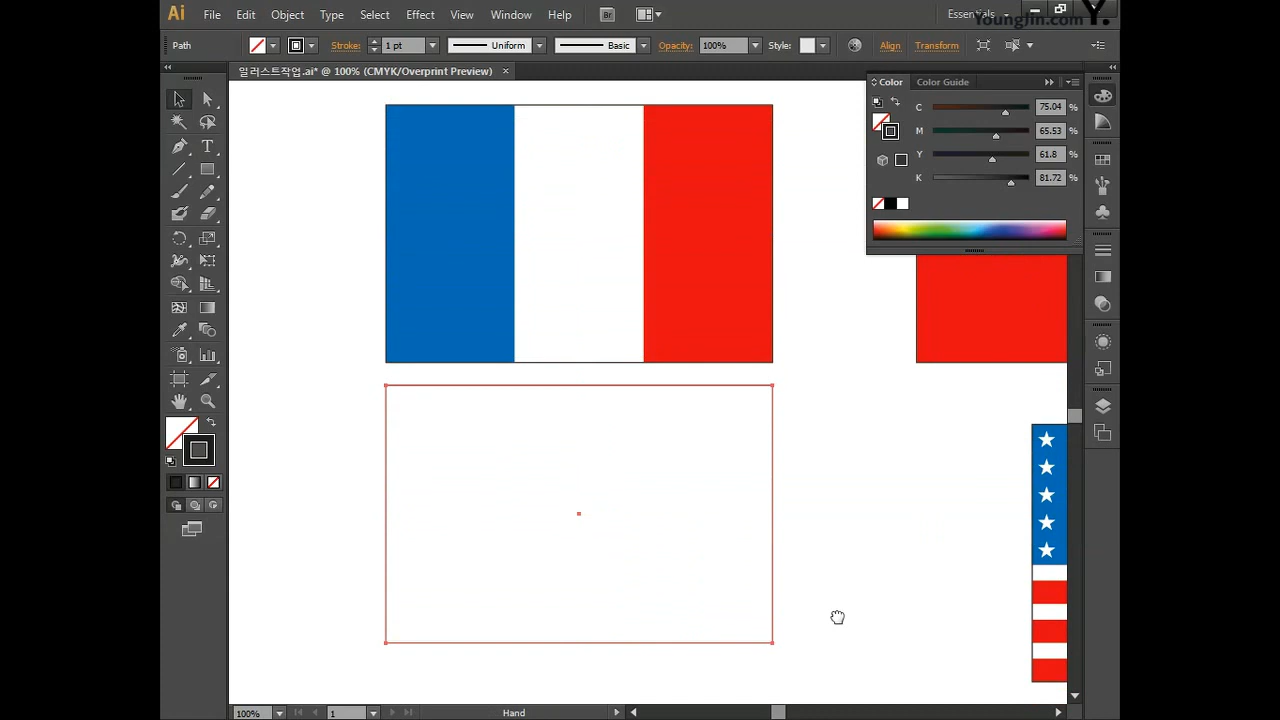 Ai File Edit Object Type Select Effect View Window Help Br Essentials
YoungJin.com Y.
Path Stroke: 1 pt Uniform Basic Opacity: 100% Style: Align Transform
일러스트작업.ai* @ 100% (CMYK/Overprint Preview)
Color Color Guide
C 75.04 %
M 65.53 %
Y 61.8 %
K 81.72 %
T
100% 1 Hand